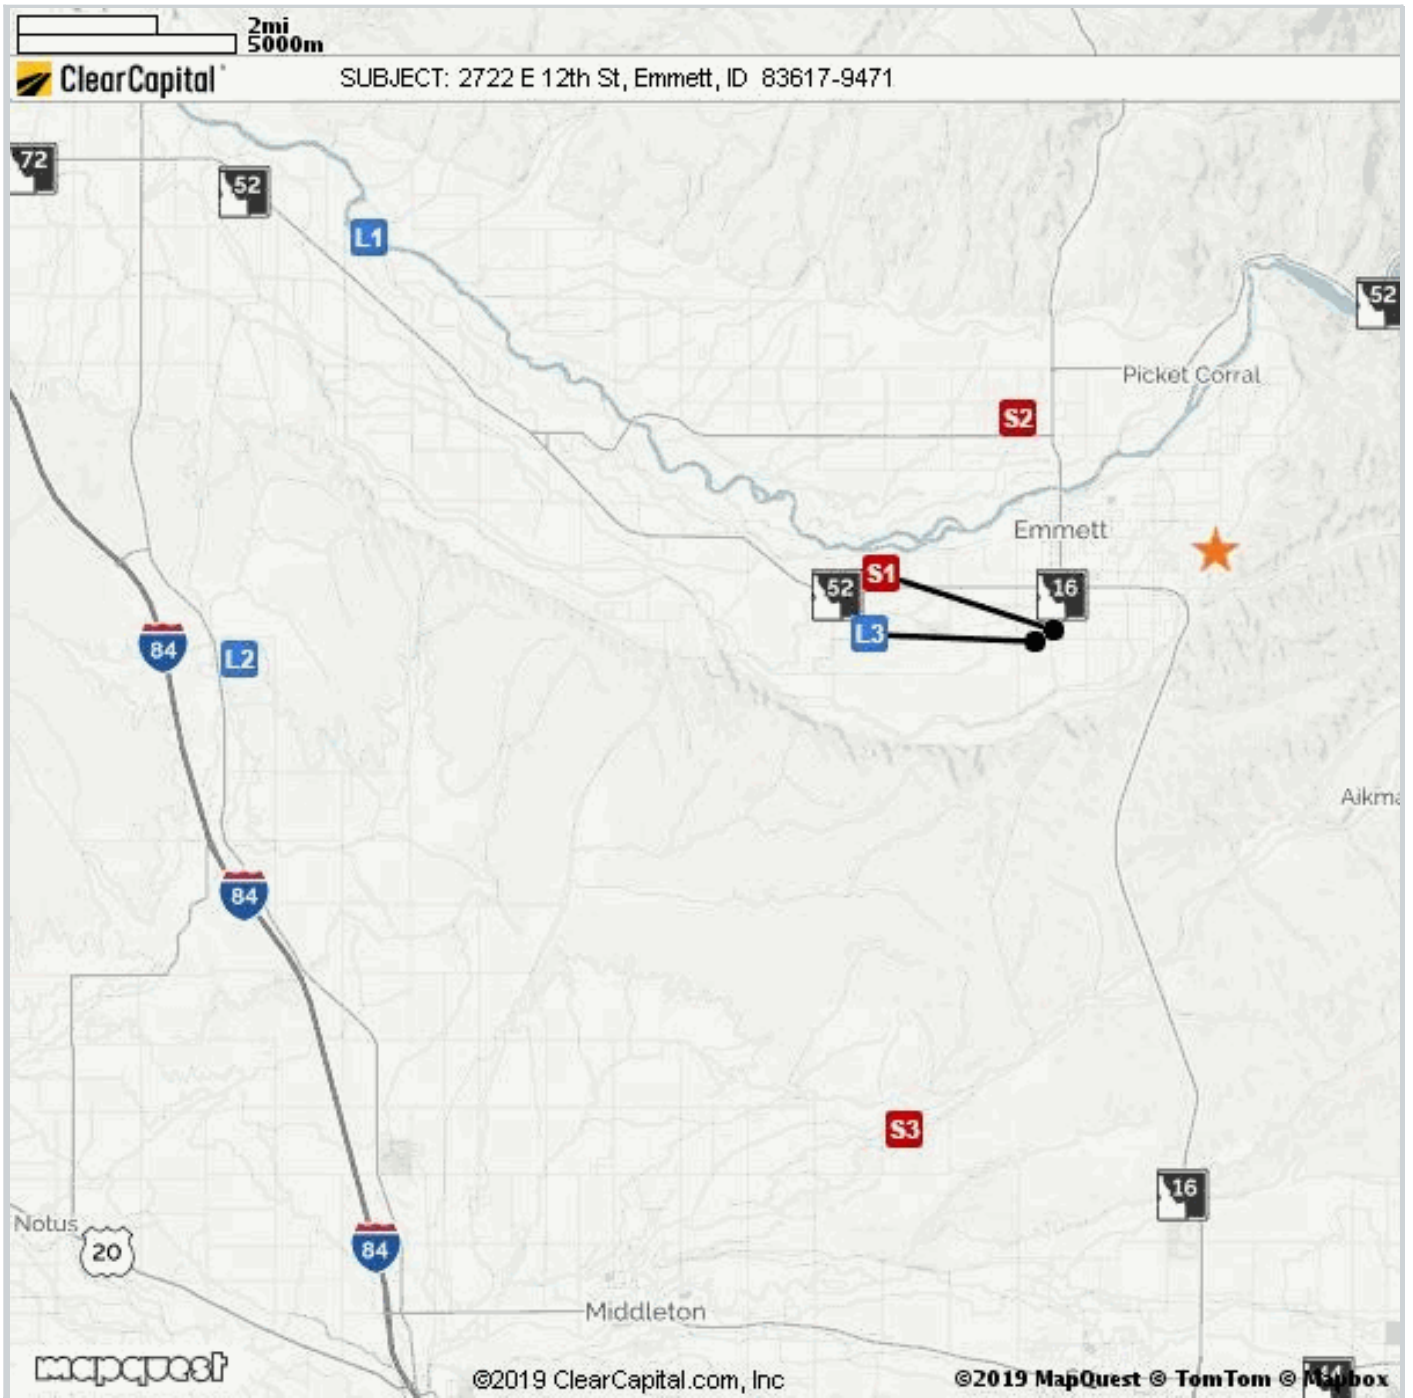 2mi
5000m
ClearCapital
SUBJECT: 2722 E 12th St, Emmett, ID 83617-9471
72
52
L1
52
Picket Corral
S2
Emmett
S1
52
16
L3
84
L2
Aikma
84
S3
16
Notus
20
84
Middleton
44
mapquest
©2019 ClearCapital.com, Inc
©2019 MapQuest © TomTom © Mapbox